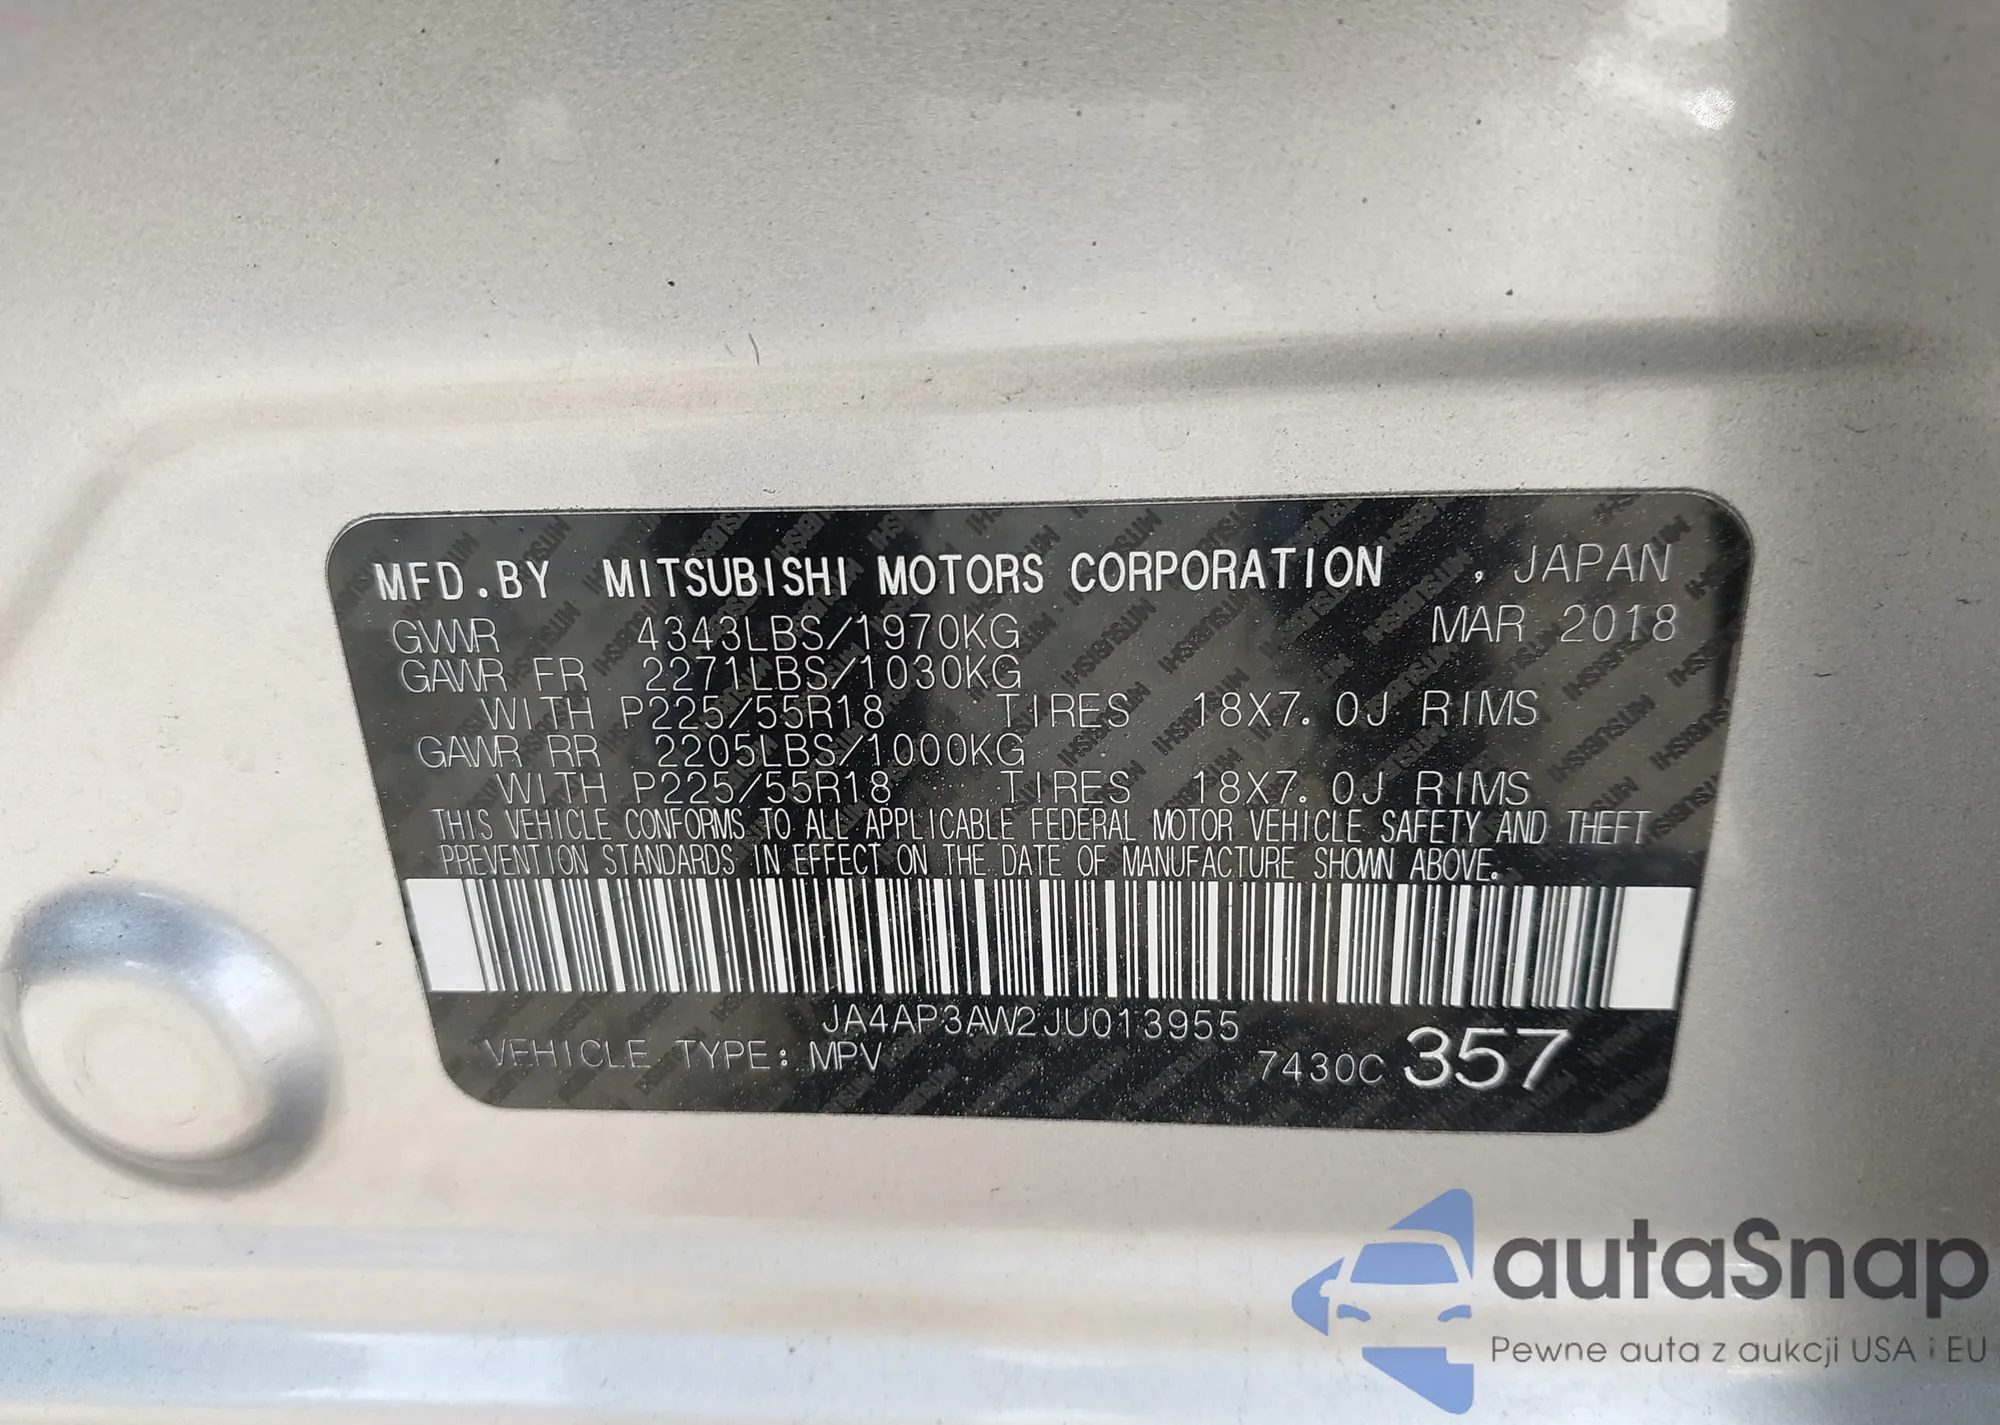 MFD.BY MITSUBISHI MOTORS CORPORATION , JAPAN
GVWR 4343LBS/1970KG MAR 2018
GAWR FR 2271LBS/1030KG
WITH P225/55R18 TIRES 18X7.0J RIMS
GAWR RR 2205LBS/1000KG
WITH P225/55R18 TIRES 18X7.0J RIMS
THIS VEHICLE CONFORMS TO ALL APPLICABLE FEDERAL MOTOR VEHICLE SAFETY AND THEFT
PREVENTION STANDARDS IN EFFECT ON THE DATE OF MANUFACTURE SHOWN ABOVE.
JA4AP3AW2JU013955
VEHICLE TYPE: MPV 7430C 357
autaSnap
Pewne auta z aukcji USA i EU